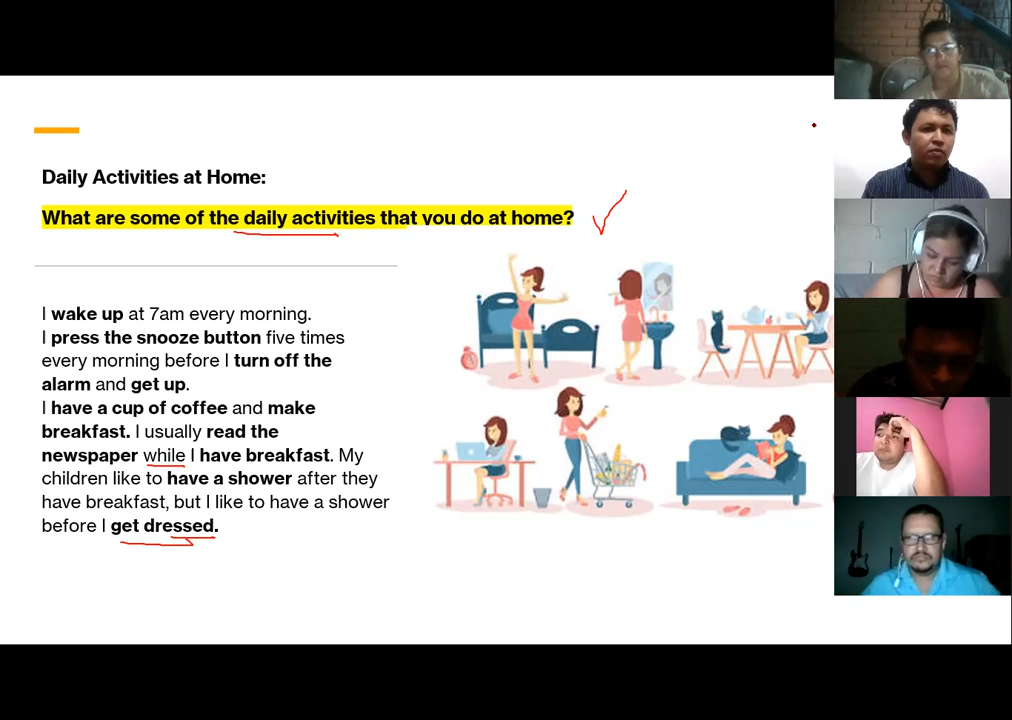 Daily Activities at Home:
What are some of the daily activities that you do at home?
I wake up at 7am every morning.
I press the snooze button five times
every morning before I turn off the
alarm and get up.
I have a cup of coffee and make
breakfast. I usually read the
newspaper while I have breakfast. My
children like to have a shower after they
have breakfast, but I like to have a shower
before I get dressed.